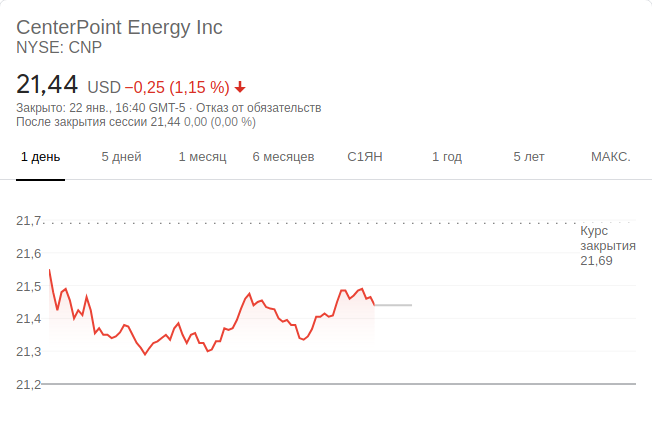 CenterPoint Energy Inc
NYSE: CNP
21,44 USD −0,25 (1,15 %)
Закрыто: 22 янв., 16:40 GMT-5 · Отказ от обязательств
После закрытия сессии 21,44 0,00 (0,00 %)
1 день 5 дней 1 месяц 6 месяцев С1ЯН 1 год 5 лет МАКС.
21,7
Курс
закрытия
21,69
21,6
21,5
21,4
21,3
21,2